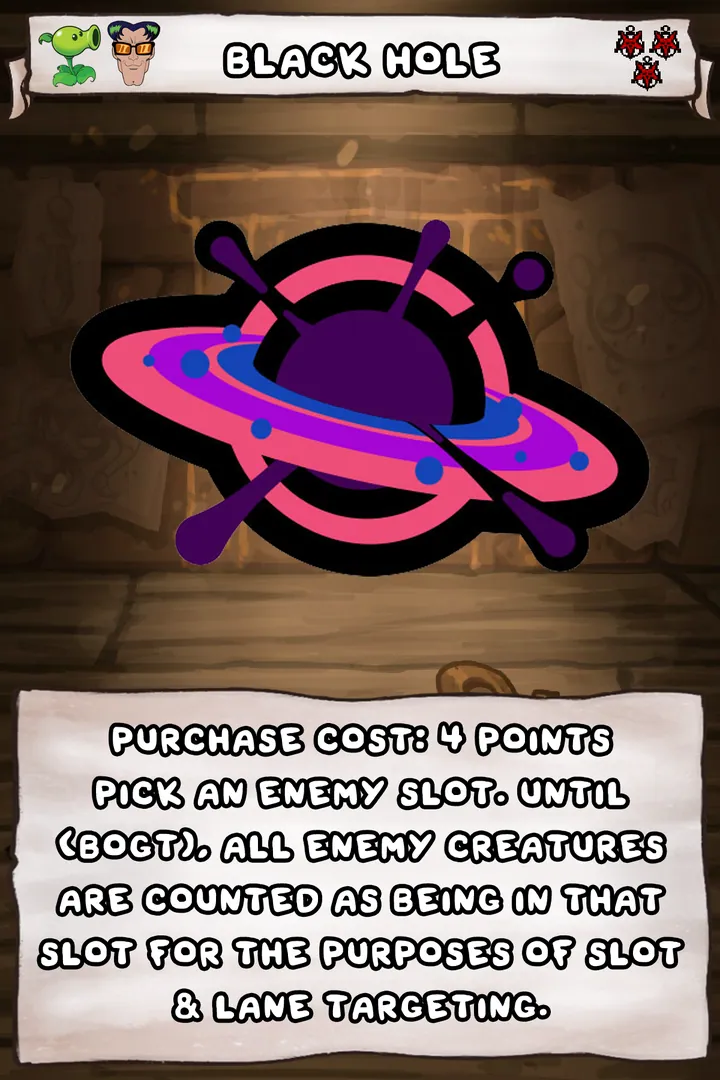 BLACK HOLE
PURCHASE COST: 4 POINTS
PICK AN ENEMY SLOT. UNTIL
(BOGT), ALL ENEMY CREATURES
ARE COUNTED AS BEING IN THAT
SLOT FOR THE PURPOSES OF SLOT
& LANE TARGETING.